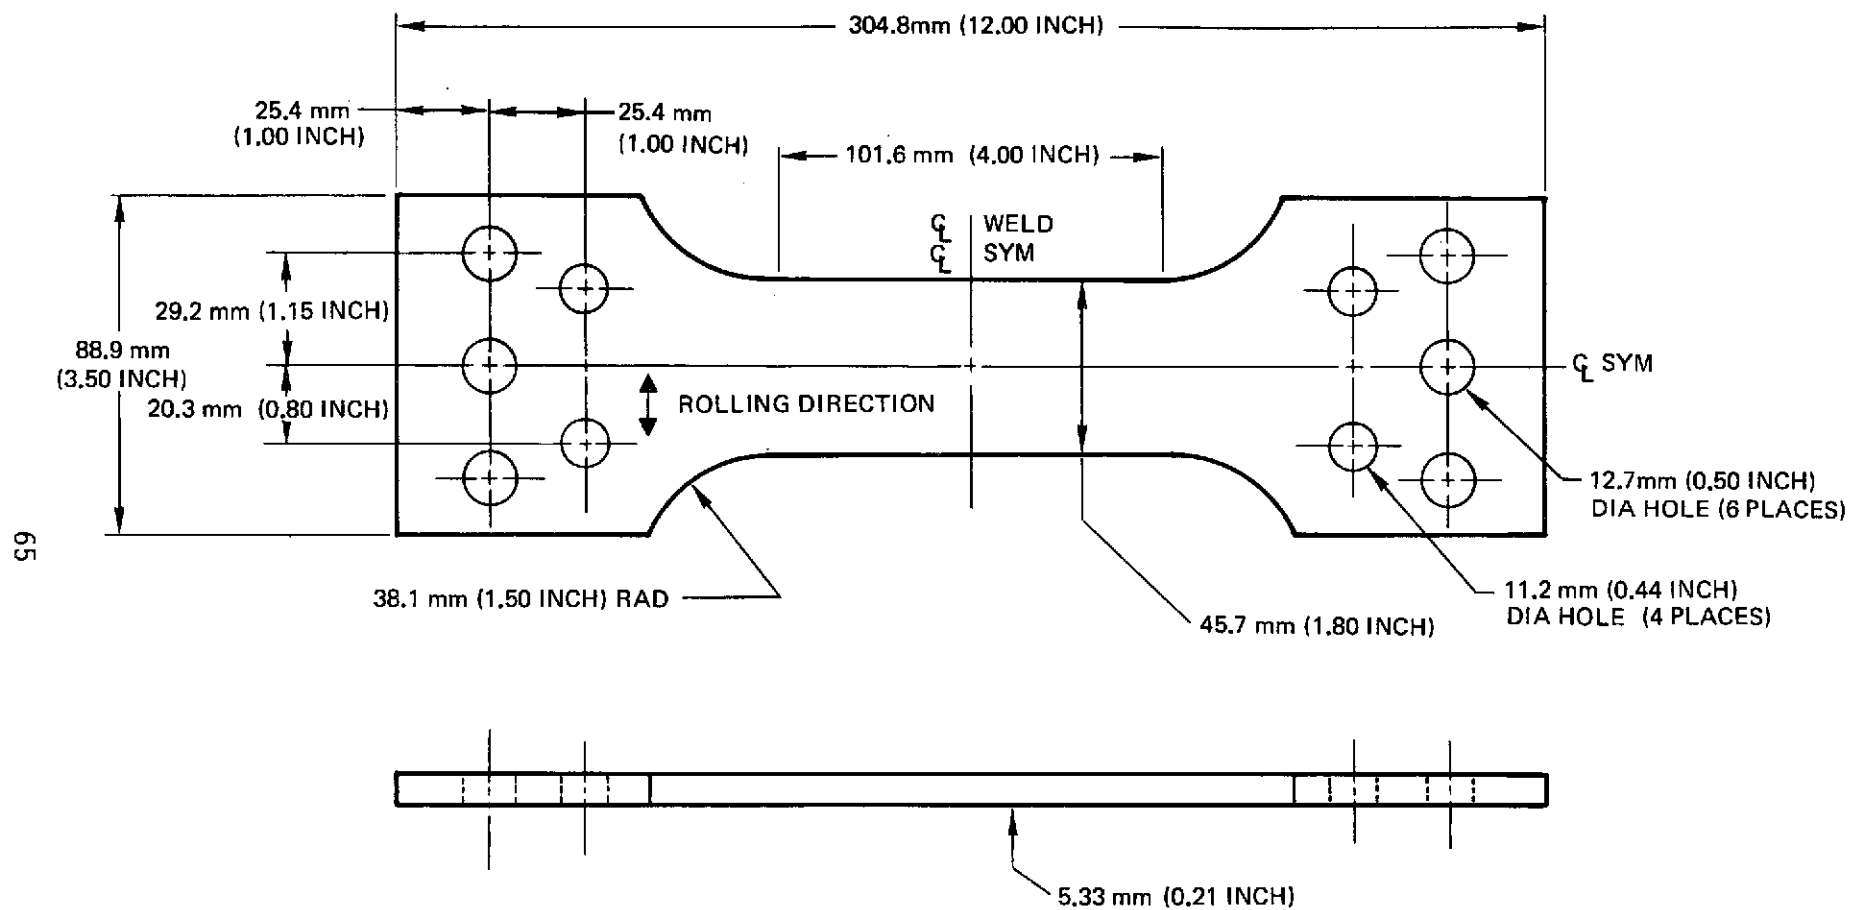 304.8mm (12.00 INCH)
25.4 mm
(1.00 INCH)
25.4 mm
(1.00 INCH)
101.6 mm (4.00 INCH)
℄ WELD
℄ SYM
29.2 mm (1.15 INCH)
88.9 mm
(3.50 INCH)
20.3 mm (0.80 INCH)
ROLLING DIRECTION
℄ SYM
12.7mm (0.50 INCH)
DIA HOLE (6 PLACES)
65
38.1 mm (1.50 INCH) RAD
11.2 mm (0.44 INCH)
DIA HOLE (4 PLACES)
45.7 mm (1.80 INCH)
5.33 mm (0.21 INCH)